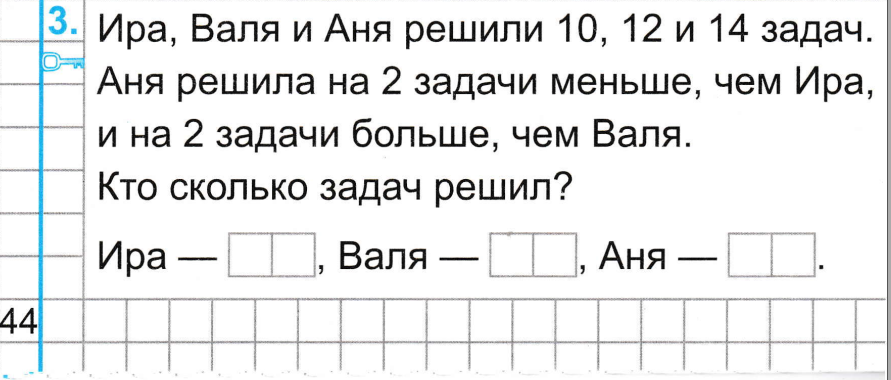 3. Ира, Валя и Аня решили 10, 12 и 14 задач.
Аня решила на 2 задачи меньше, чем Ира,
и на 2 задачи больше, чем Валя.
Кто сколько задач решил?
Ира — , Валя — , Аня — .
44